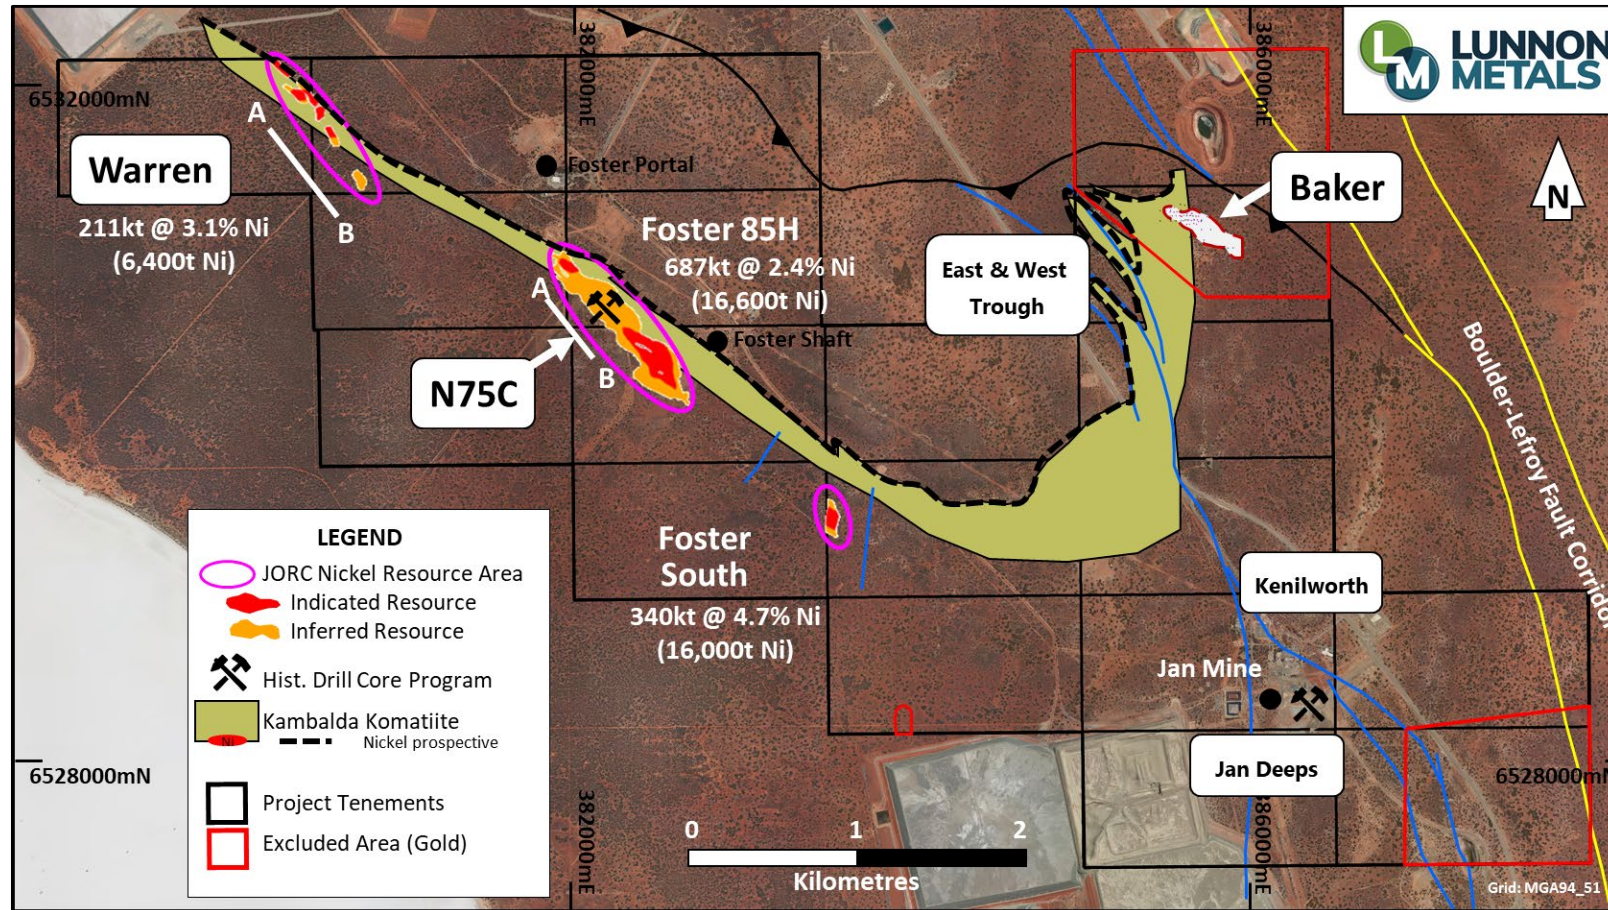 LUNNON
METALS
LM
382000mE
386000mE
6532000mN
A
Warren
B
211kt @ 3.1% Ni
(6,400t Ni)
Foster Portal
Baker
N
Foster 85H
687kt @ 2.4% Ni
(16,600t Ni)
East & West
Trough
A
Foster Shaft
B
N75C
Boulder-Lefroy Fault Corridor
Foster
South
340kt @ 4.7% Ni
(16,000t Ni)
Kenilworth
Jan Mine
Jan Deeps
LEGEND
JORC Nickel Resource Area
Indicated Resource
Inferred Resource
Hist. Drill Core Program
Kambalda Komatiite
Ni
Nickel prospective
Project Tenements
Excluded Area (Gold)
6528000mN
6528000mN
382000mE
386000mE
0 1 2
Kilometres
Grid: MGA94_51